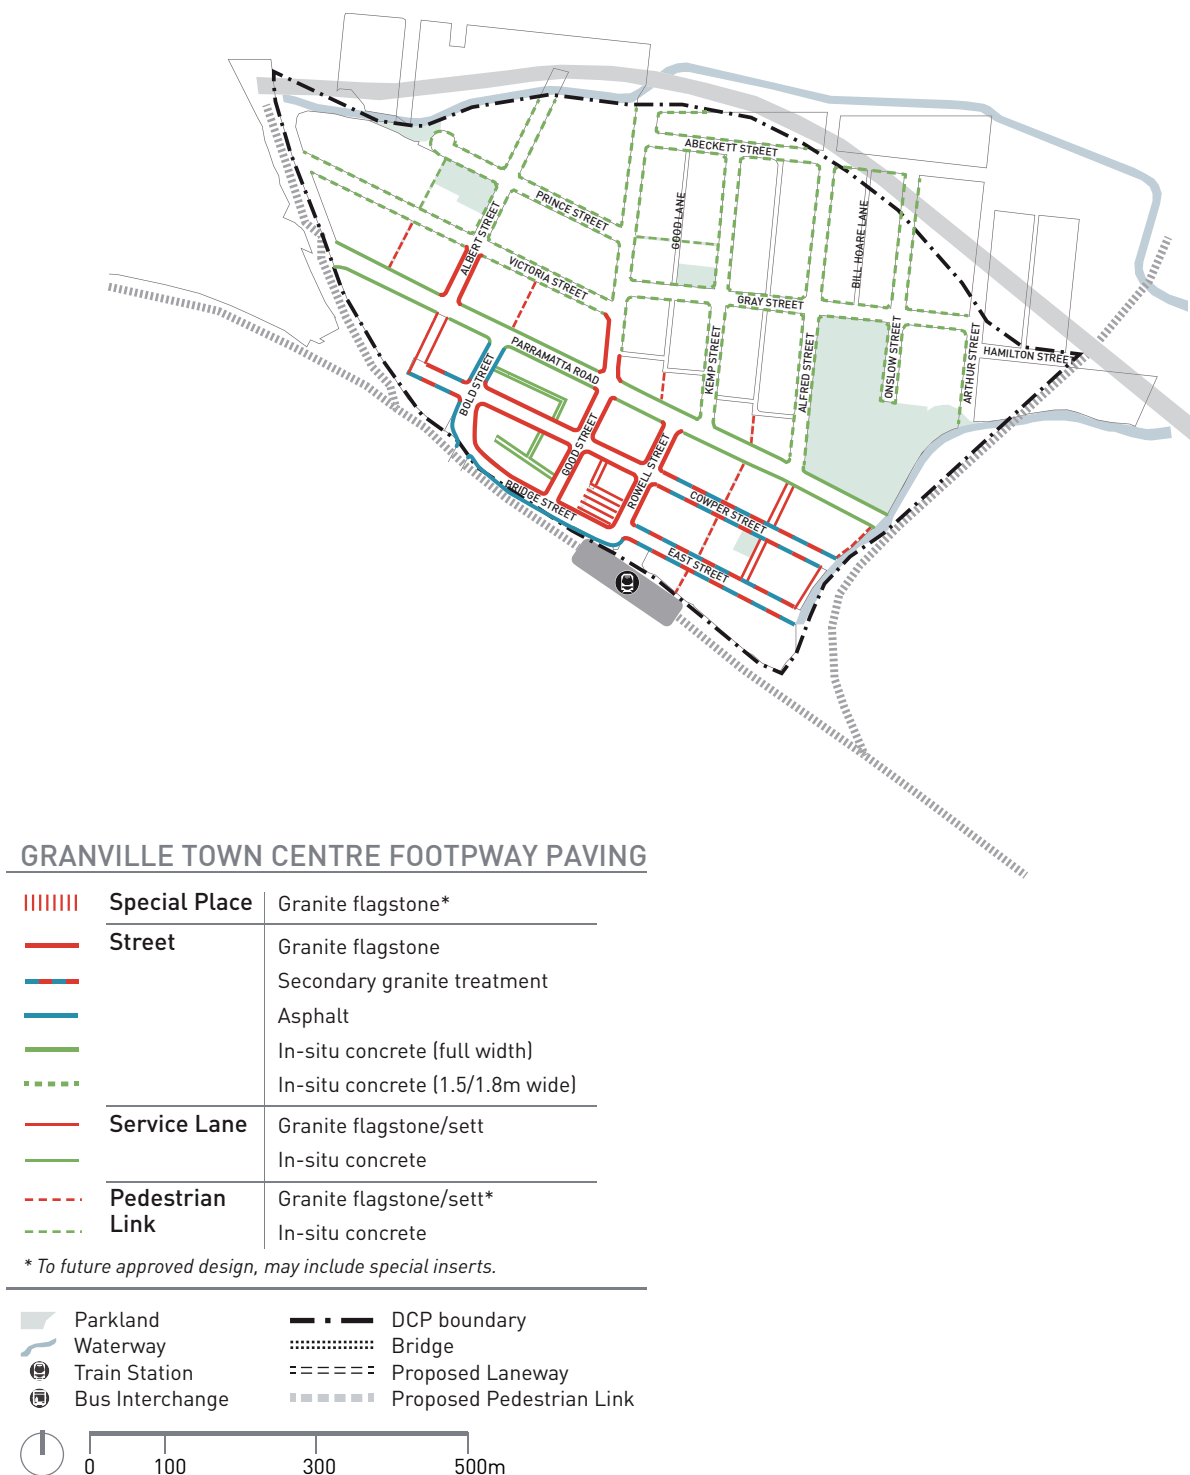 ABECKETT STREET
PRINCE STREET
GOOD LANE
BILL HOARE LANE
ALBERT STREET
VICTORIA STREET
GRAY STREET
KEMP STREET
ALFRED STREET
ONSLOW STREET
ARTHUR STREET
HAMILTON STREET
PARRAMATTA ROAD
BOLD STREET
GOOD STREET
ROWELL STREET
BRIDGE STREET
COWPER STREET
EAST STREET
GRANVILLE TOWN CENTRE FOOTPWAY PAVING
Special Place Granite flagstone*
Street Granite flagstone
Secondary granite treatment
Asphalt
In-situ concrete (full width)
In-situ concrete (1.5/1.8m wide)
Service Lane Granite flagstone/sett
In-situ concrete
Pedestrian Granite flagstone/sett*
Link In-situ concrete
* To future approved design, may include special inserts.
Parkland DCP boundary
Waterway Bridge
Train Station Proposed Laneway
Bus Interchange Proposed Pedestrian Link
0 100 300 500m